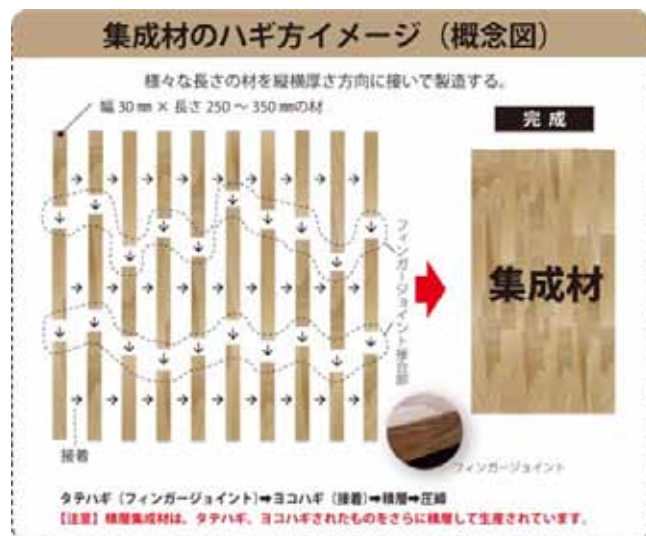 集成材のハギ方イメージ（概念図）
様々な長さの材を縦横厚さ方向に接いで製造する。
幅 30 ㎜ × 長さ 250 ～ 350 ㎜の材
完 成
フィンガージョイント接合部
集成材
接着
フィンガージョイント
タテハギ（フィンガージョイント）➡ヨコハギ（接着）➡積層➡圧締
【注意】積層集成材は、タテハギ、ヨコハギされたものをさらに積層して生産されています。